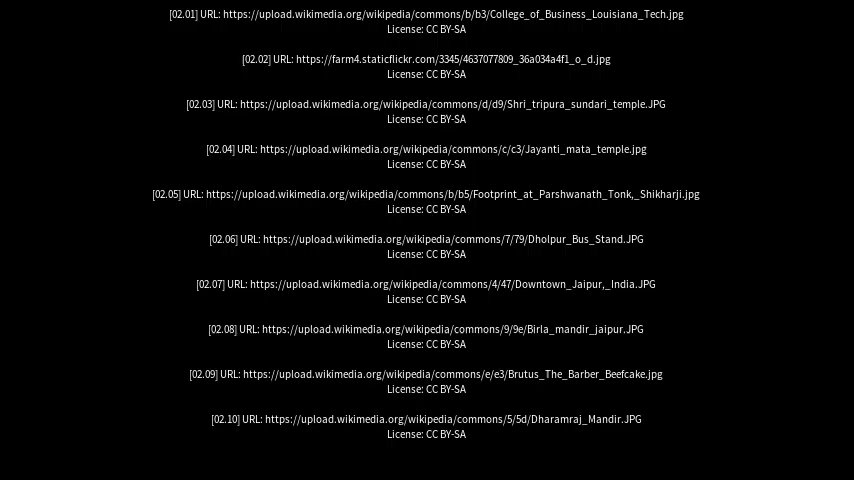 [02.01] URL: https://upload.wikimedia.org/wikipedia/commons/b/b3/College_of_Business_Louisiana_Tech.jpg
License: CC BY-SA
[02.02] URL: https://farm4.staticflickr.com/3345/4637077809_36a034a4f1_o_d.jpg
License: CC BY-SA
[02.03] URL: https://upload.wikimedia.org/wikipedia/commons/d/d9/Shri_tripura_sundari_temple.JPG
License: CC BY-SA
[02.04] URL: https://upload.wikimedia.org/wikipedia/commons/c/c3/Jayanti_mata_temple.jpg
License: CC BY-SA
[02.05] URL: https://upload.wikimedia.org/wikipedia/commons/b/b5/Footprint_at_Parshwanath_Tonk,_Shikharji.jpg
License: CC BY-SA
[02.06] URL: https://upload.wikimedia.org/wikipedia/commons/7/79/Dholpur_Bus_Stand.JPG
License: CC BY-SA
[02.07] URL: https://upload.wikimedia.org/wikipedia/commons/4/47/Downtown_Jaipur,_India.JPG
License: CC BY-SA
[02.08] URL: https://upload.wikimedia.org/wikipedia/commons/9/9e/Birla_mandir_jaipur.JPG
License: CC BY-SA
[02.09] URL: https://upload.wikimedia.org/wikipedia/commons/e/e3/Brutus_The_Barber_Beefcake.jpg
License: CC BY-SA
[02.10] URL: https://upload.wikimedia.org/wikipedia/commons/5/5d/Dharamraj_Mandir.JPG
License: CC BY-SA